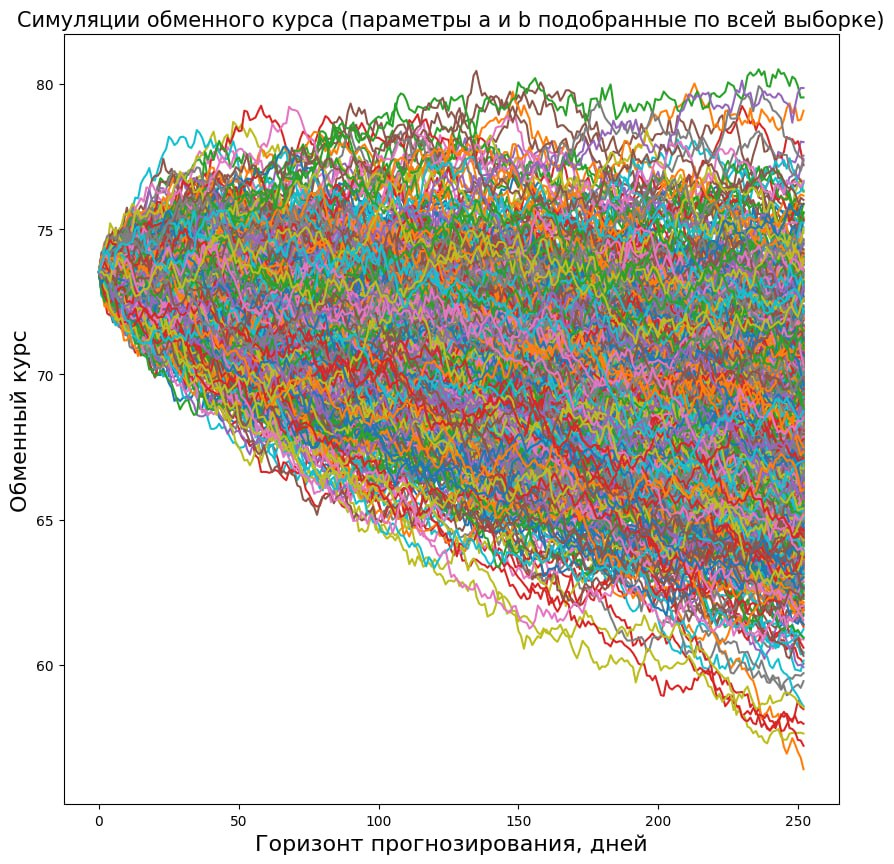 Симуляции обменного курса (параметры a и b подобранные по всей выборке)
80
75
70
65
60
Обменный курс
0 50 100 150 200 250
Горизонт прогнозирования, дней